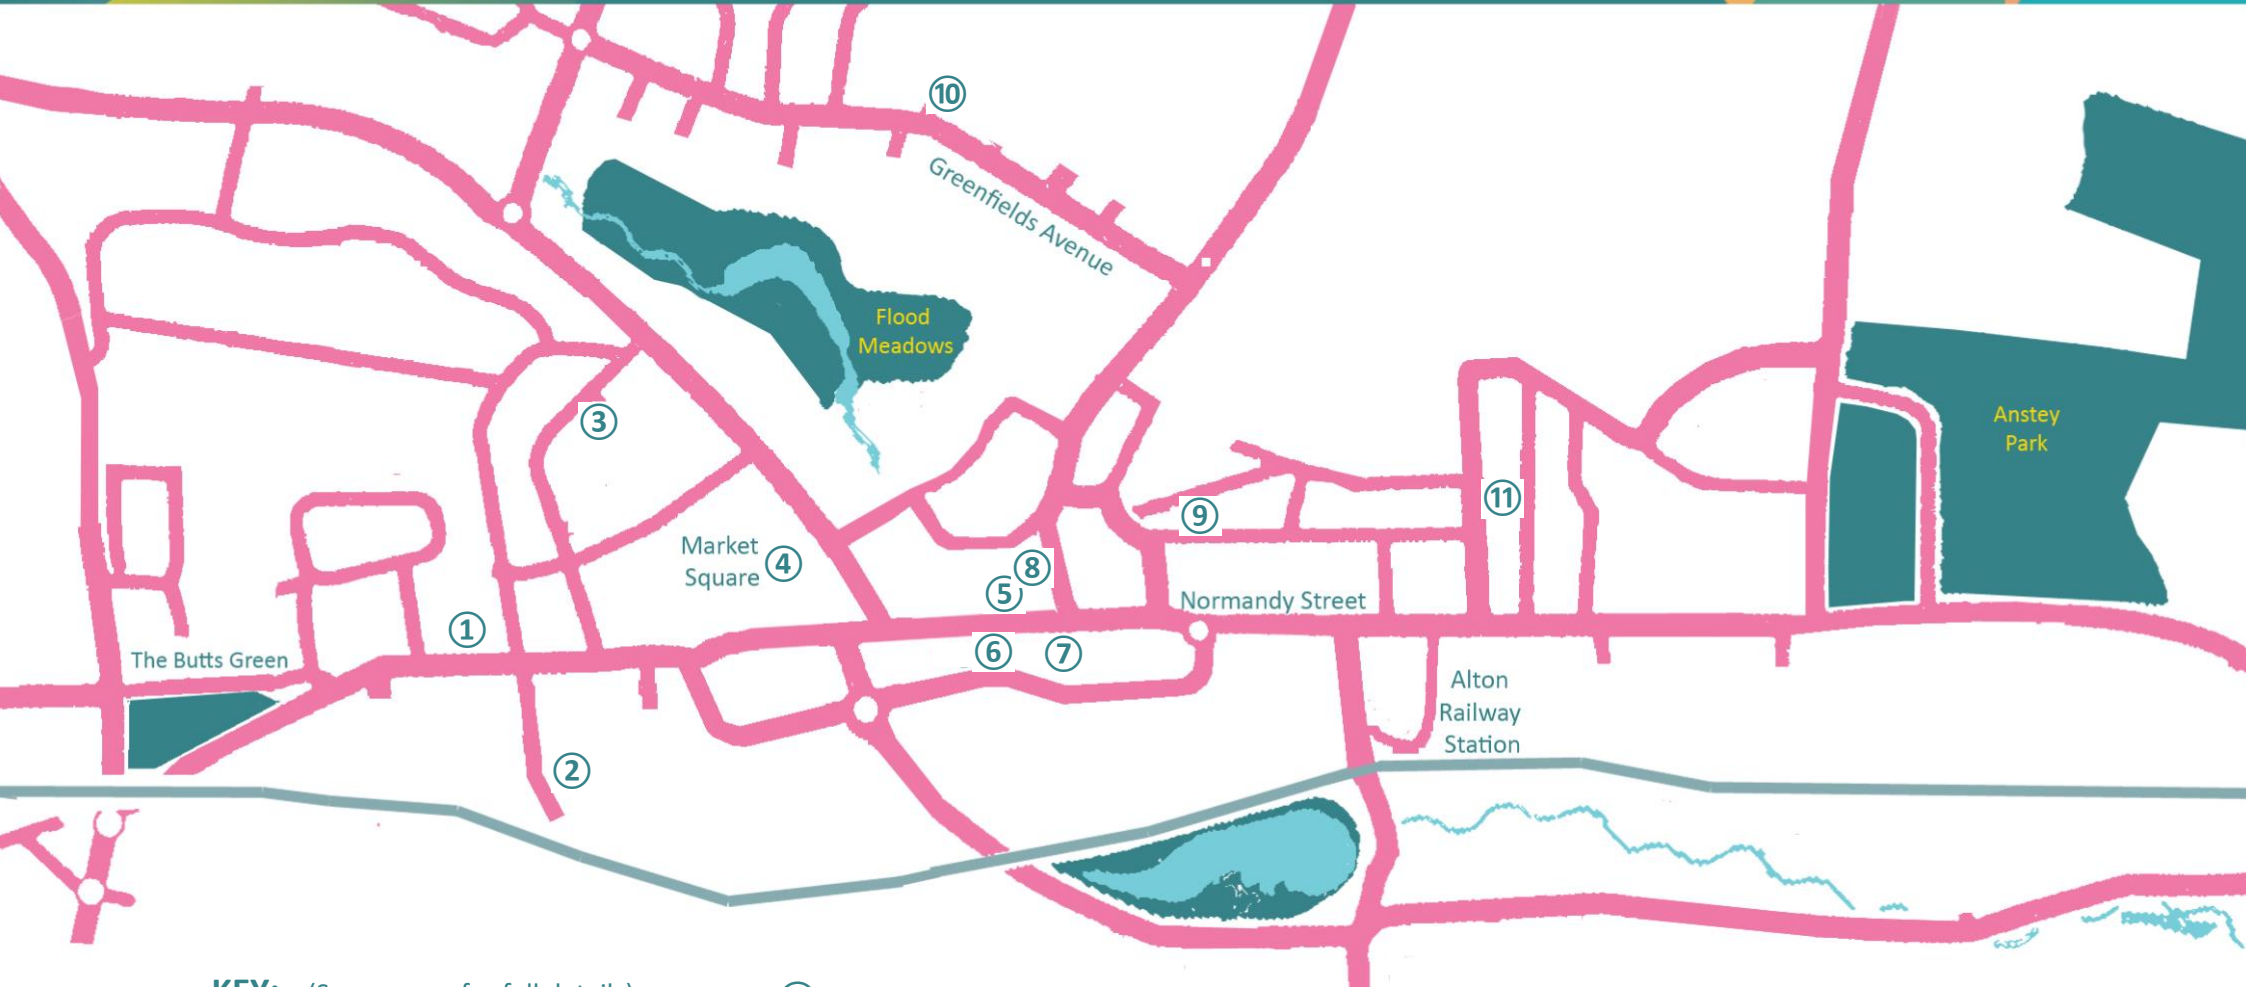 ⑩
Greenfields Avenue
Flood
Meadows
③
Anstey
Park
⑨
⑪
Market
Square
④
⑧
⑤
Normandy Street
①
⑥
⑦
The Butts Green
Alton
Railway
Station
②
KEY: